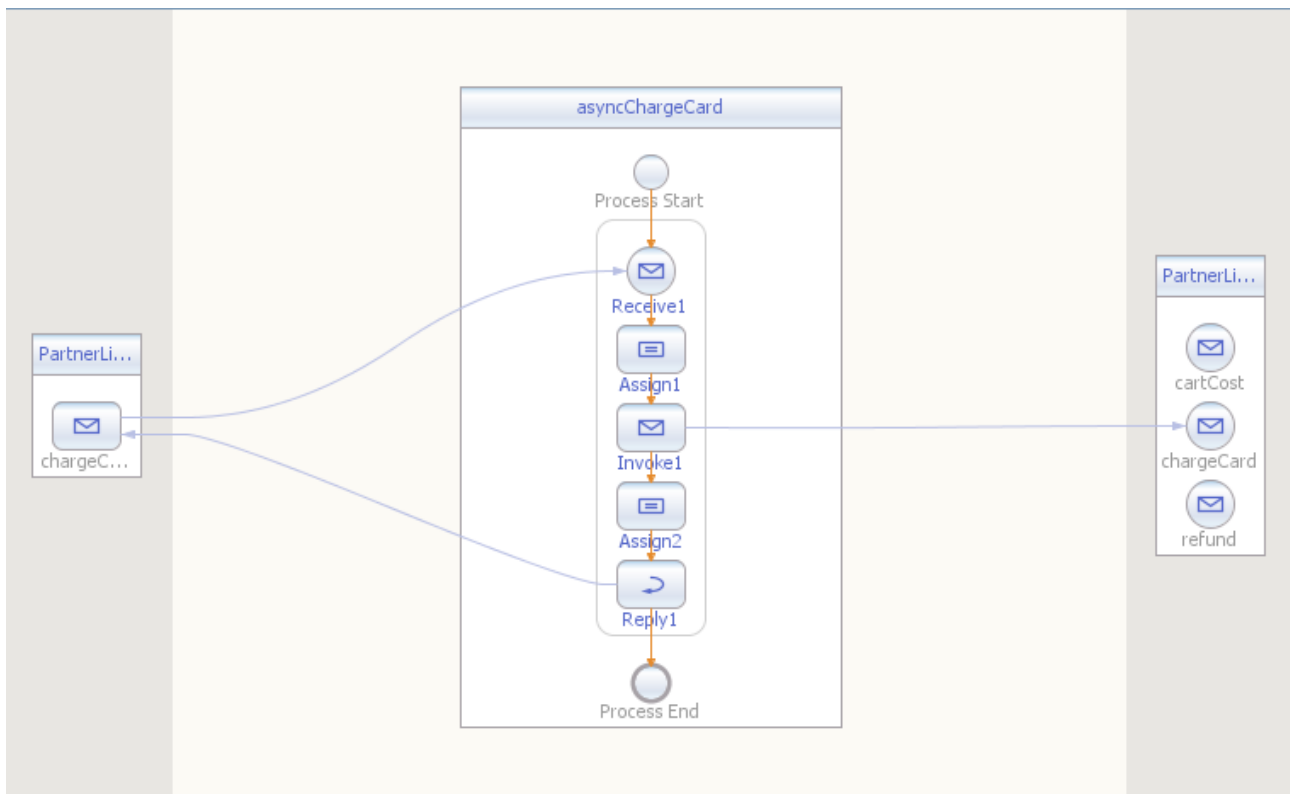 asyncChargeCard
Process Start
Receive1
PartnerLi...
PartnerLi...
cartCost
Assign1
chargeC...
chargeCard
Invoke1
refund
Assign2
Reply1
Process End